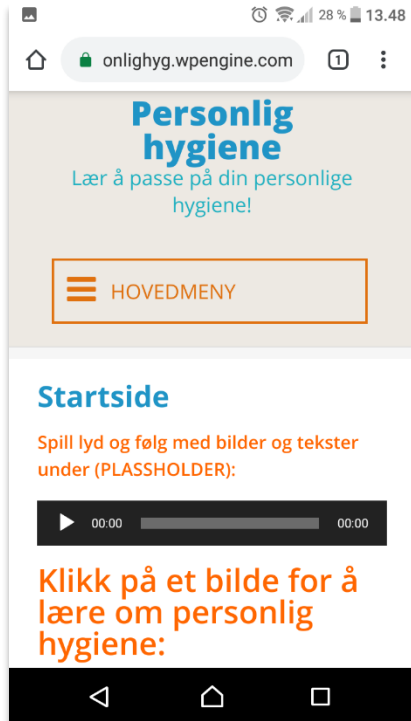 28 % 13.48
onlighyg.wpengine.com 1
Personlig
hygiene
Lær å passe på din personlige
hygiene!
HOVEDMENY
Startside
Spill lyd og følg med bilder og tekster
under (PLASSHOLDER):
00:00 00:00
Klikk på et bilde for å
lære om personlig
hygiene: